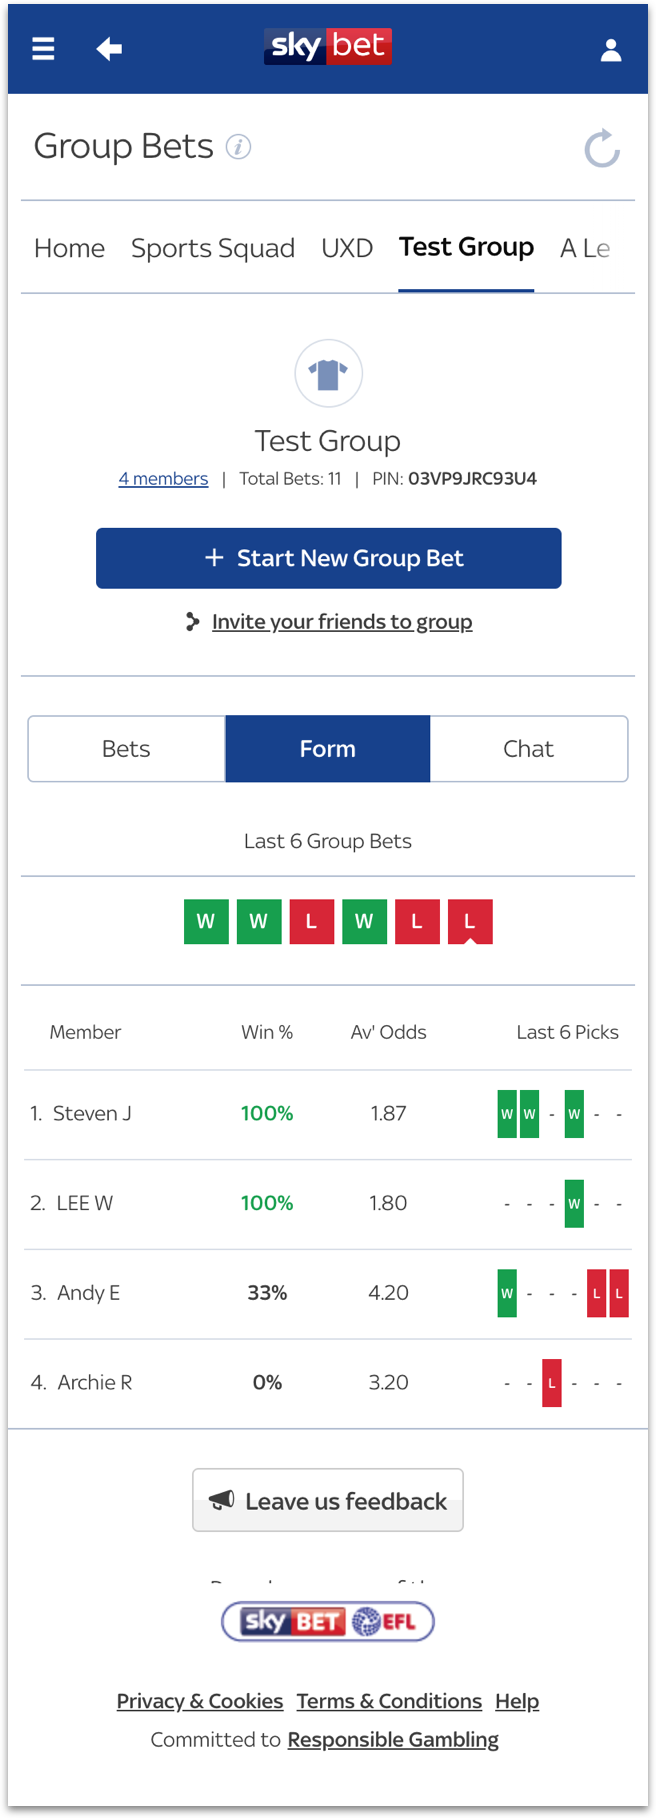 sky bet
Group Bets i
Home Sports Squad UXD Test Group A Le
Test Group
4 members | Total Bets: 11 | PIN: 03VP9JRC93U4
+ Start New Group Bet
Invite your friends to group
Bets Form Chat
Last 6 Group Bets
W W L W L L
Member Win % Av' Odds Last 6 Picks
1. Steven J 100% 1.87 W W - W - -
2. LEE W 100% 1.80 - - - W - -
3. Andy E 33% 4.20 W - - - L L
4. Archie R 0% 3.20 - - L - - -
Leave us feedback
sky BET EFL
Privacy & Cookies Terms & Conditions Help
Committed to Responsible Gambling